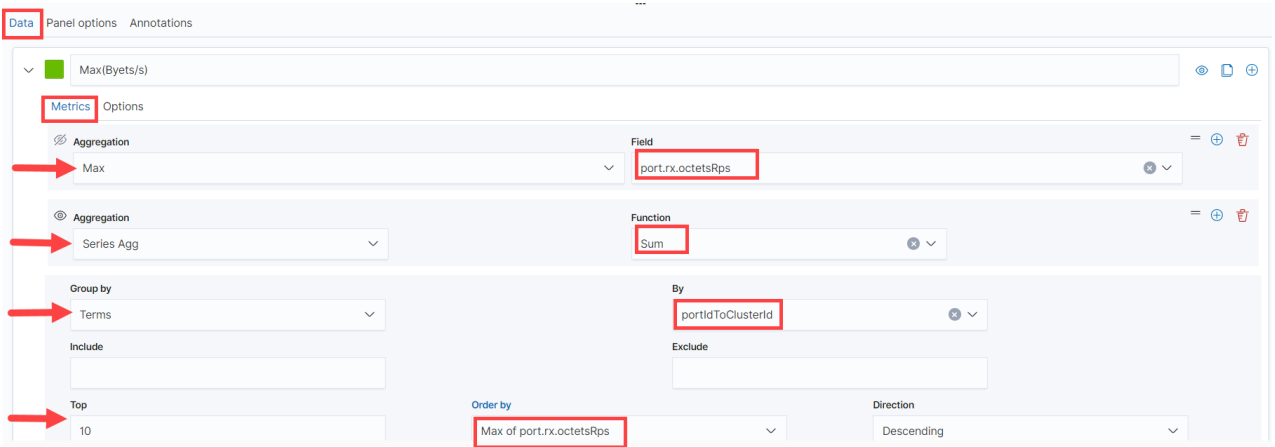 Data Panel options Annotations
Max(Byets/s)
Metrics Options
Aggregation Field
Max port.rx.octetsRps
Aggregation Function
Series Agg Sum
Group by By
Terms portIdToClusterId
Include Exclude
Top Order by Direction
10 Max of port.rx.octetsRps Descending